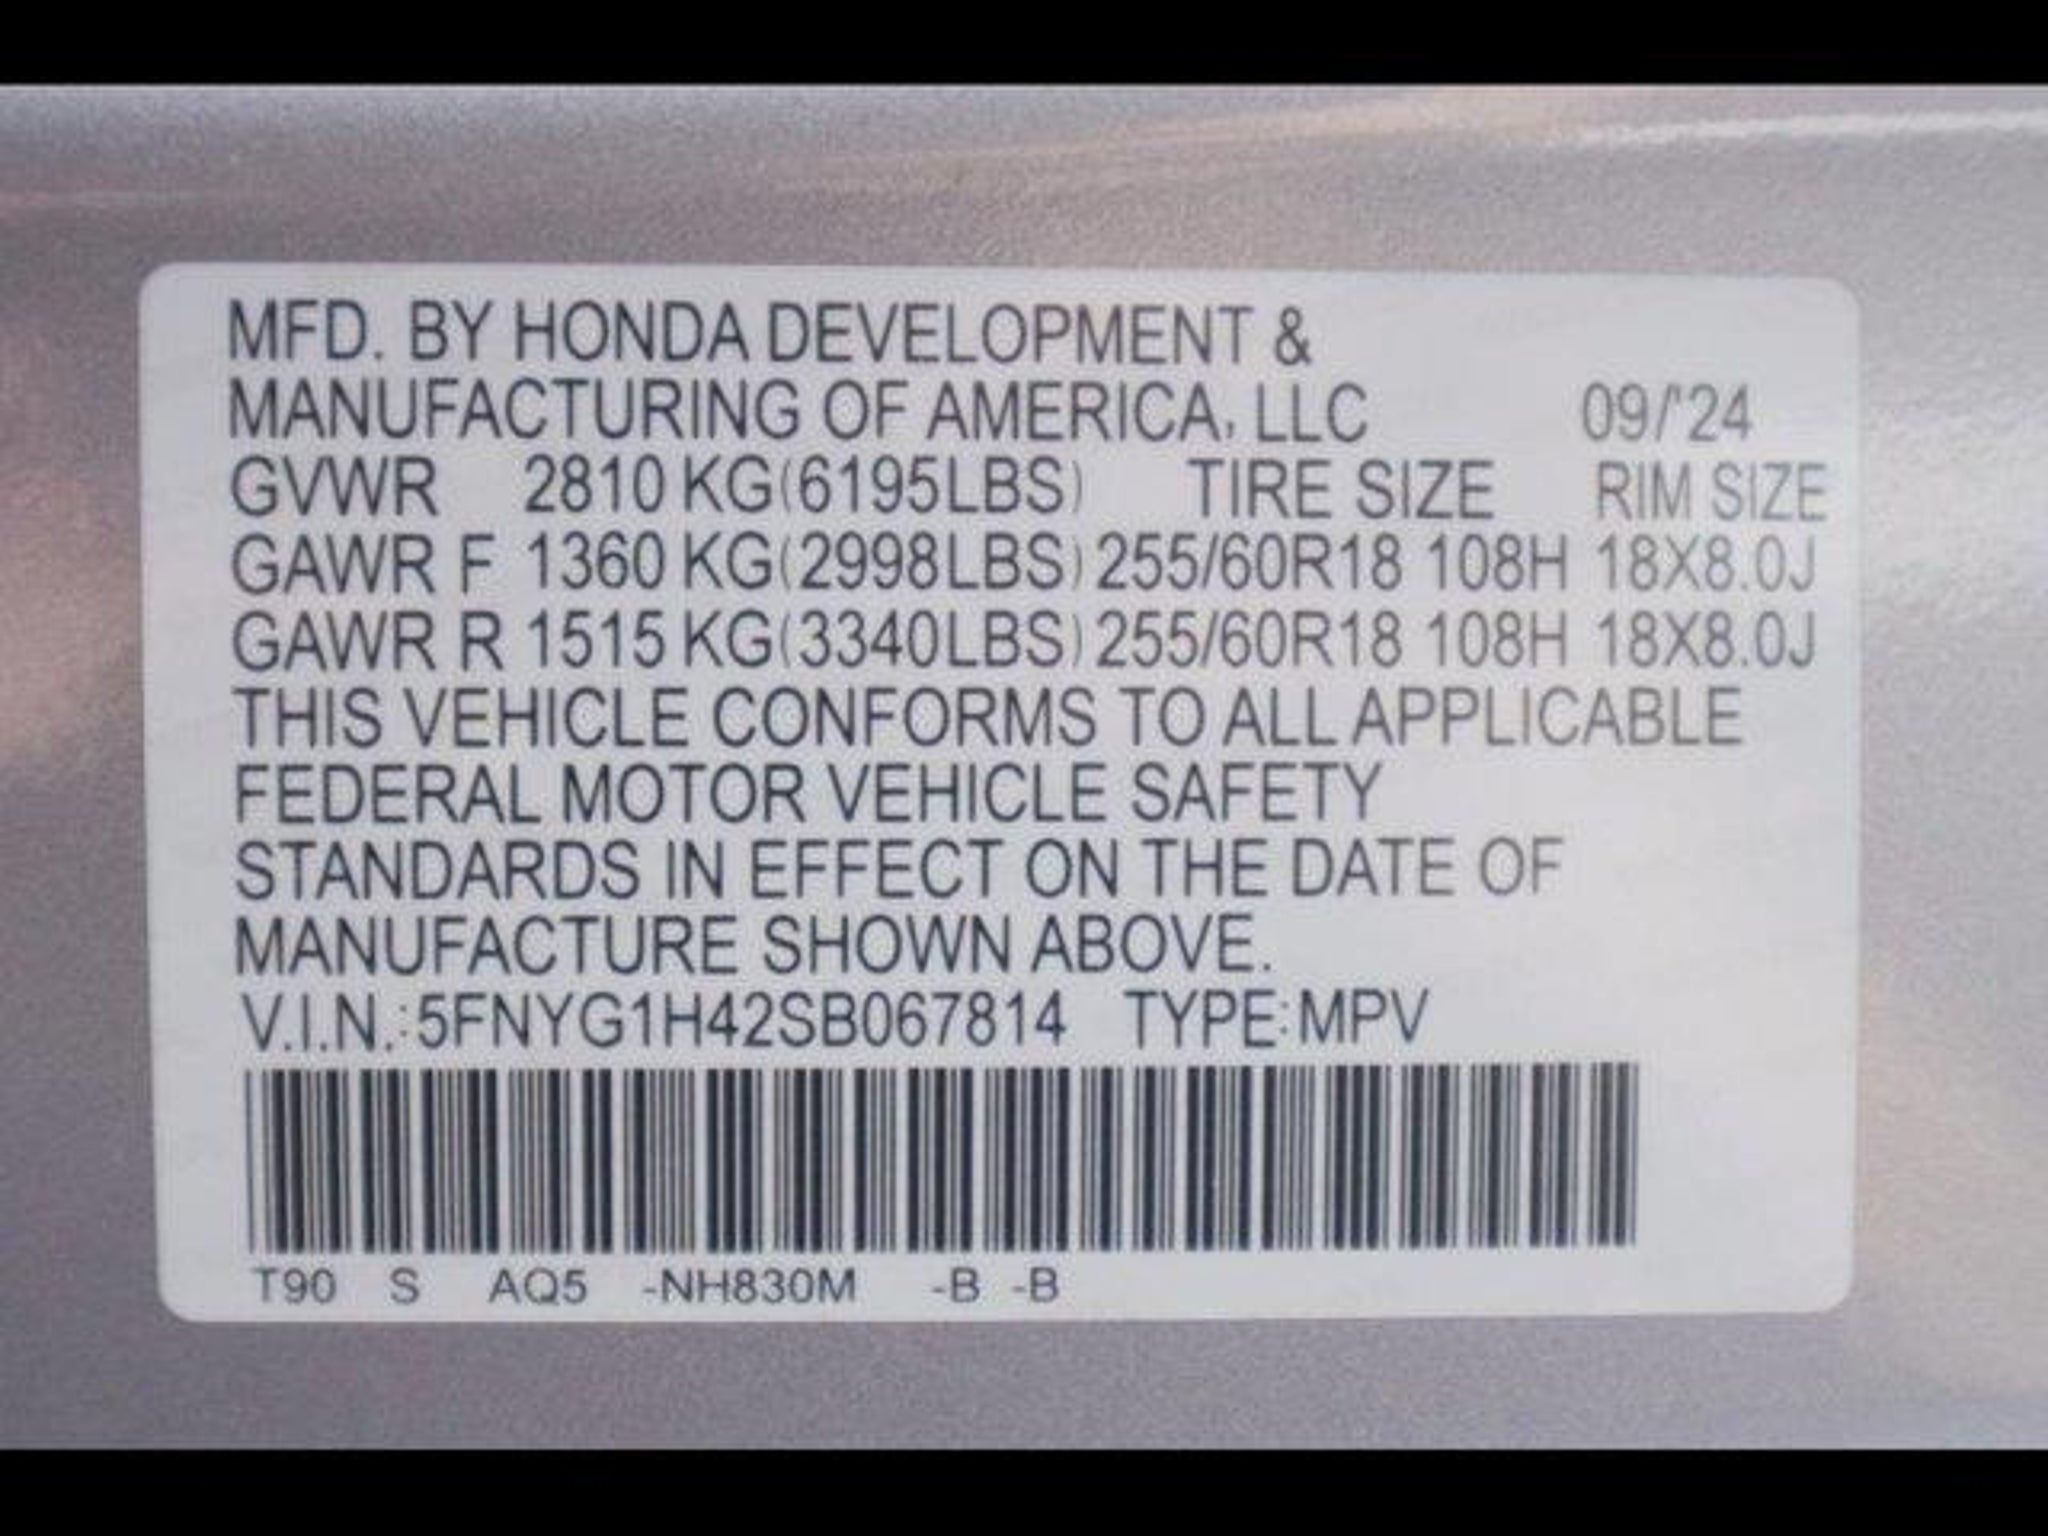 MFD. BY HONDA DEVELOPMENT &
MANUFACTURING OF AMERICA, LLC 09/'24
GVWR 2810 KG(6195LBS) TIRE SIZE RIM SIZE
GAWR F 1360 KG(2998LBS) 255/60R18 108H 18X8.0J
GAWR R 1515 KG(3340LBS) 255/60R18 108H 18X8.0J
THIS VEHICLE CONFORMS TO ALL APPLICABLE
FEDERAL MOTOR VEHICLE SAFETY
STANDARDS IN EFFECT ON THE DATE OF
MANUFACTURE SHOWN ABOVE.
V.I.N.:5FNYG1H42SB067814 TYPE:MPV
T90 S AQ5 -NH830M -B -B